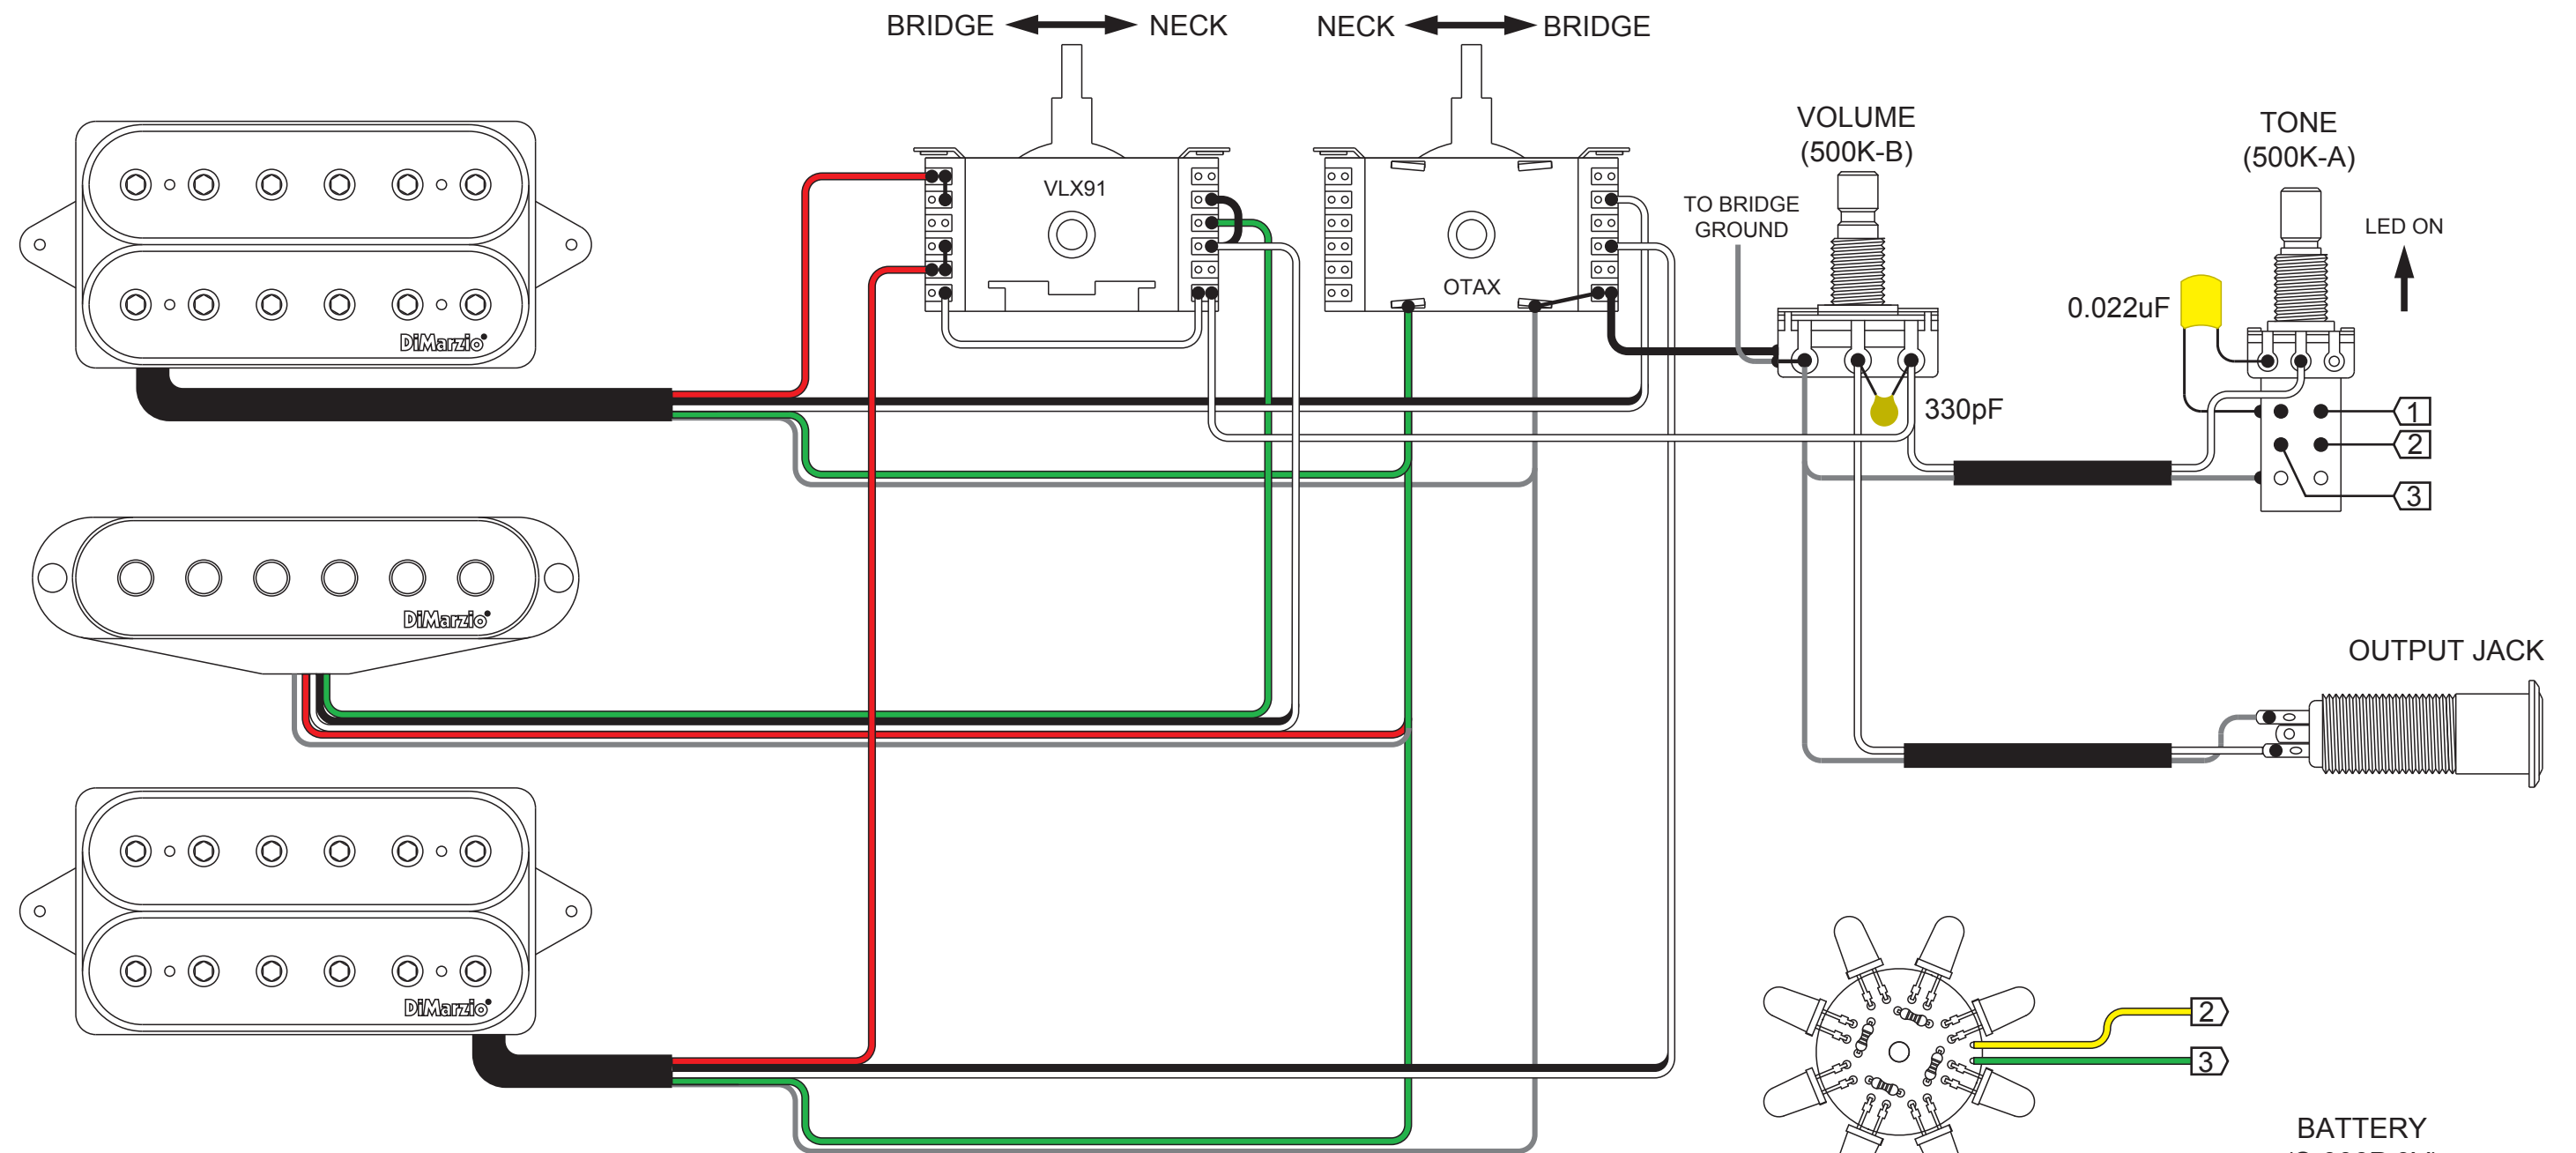 BRIDGE NECK
NECK BRIDGE
VOLUME
(500K-B)
TONE
(500K-A)
VLX91
TO BRIDGE
GROUND
LED ON
OTAX
0.022uF
DiMarzio
330pF
1
2
3
DiMarzio
OUTPUT JACK
DiMarzio
2
3
BATTERY